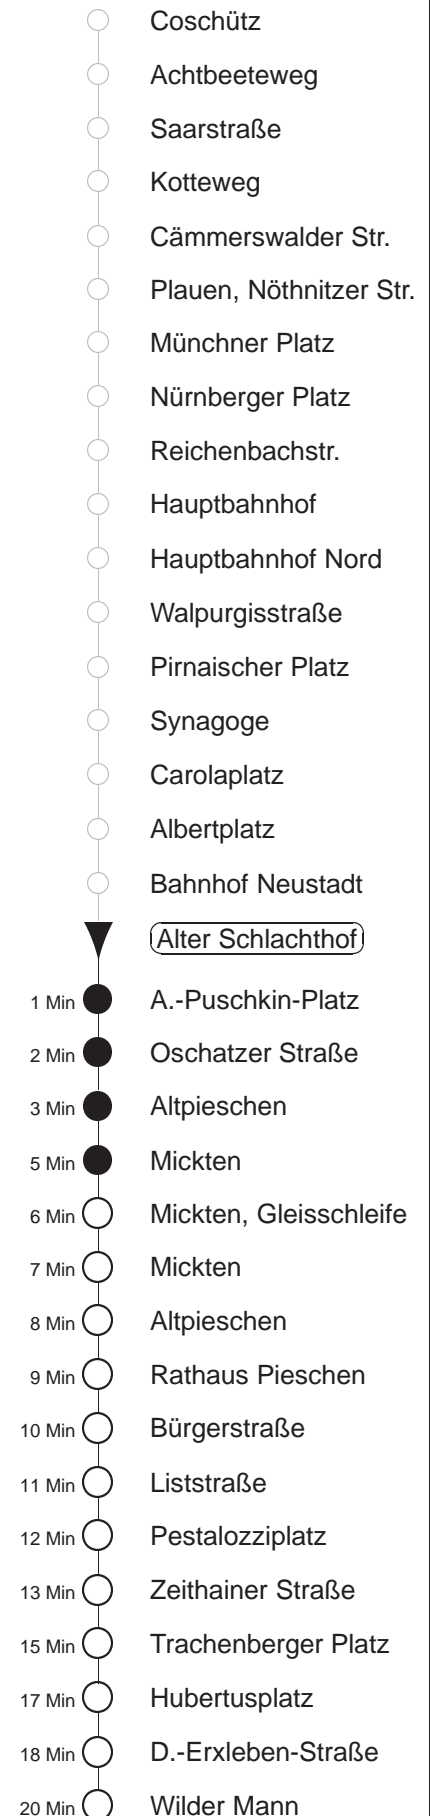 Coschütz
Achtbeeteweg
Saarstraße
Kotteweg
Cämmerswalder Str.
Plauen, Nöthnitzer Str.
Münchner Platz
Nürnberger Platz
Reichenbachstr.
Hauptbahnhof
Hauptbahnhof Nord
Walpurgisstraße
Pirnaischer Platz
Synagoge
Carolaplatz
Albertplatz
Bahnhof Neustadt
Alter Schlachthof
1 Min A.-Puschkin-Platz
2 Min Oschatzer Straße
3 Min Altpieschen
5 Min Mickten
6 Min Mickten, Gleisschleife
7 Min Mickten
8 Min Altpieschen
9 Min Rathaus Pieschen
10 Min Bürgerstraße
11 Min Liststraße
12 Min Pestalozziplatz
13 Min Zeithainer Straße
15 Min Trachenberger Platz
17 Min Hubertusplatz
18 Min D.-Erxleben-Straße
20 Min Wilder Mann